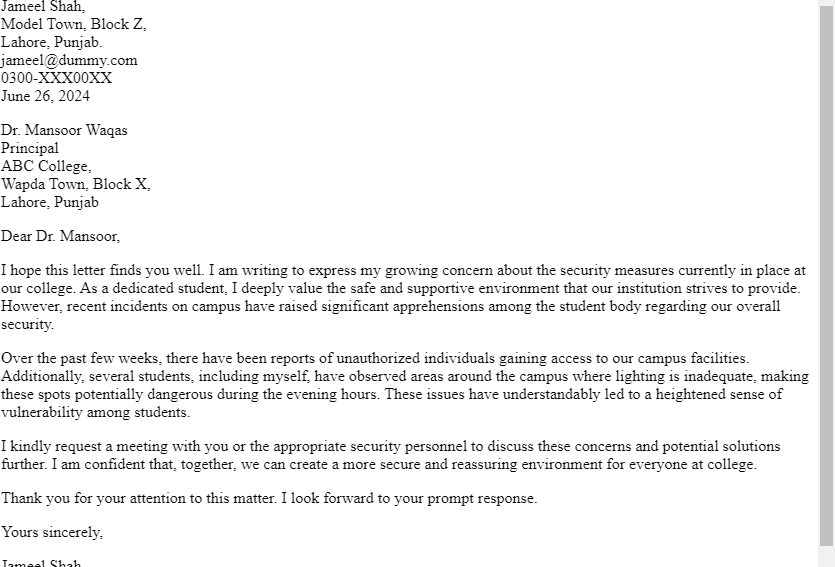 Jameel Shah,
Model Town, Block Z,
Lahore, Punjab.
jameel@dummy.com
0300-XXX00XX
June 26, 2024
Dr. Mansoor Waqas
Principal
ABC College,
Wapda Town, Block X,
Lahore, Punjab
Dear Dr. Mansoor,
I hope this letter finds you well. I am writing to express my growing concern about the security measures currently in place at
our college. As a dedicated student, I deeply value the safe and supportive environment that our institution strives to provide.
However, recent incidents on campus have raised significant apprehensions among the student body regarding our overall
security.
Over the past few weeks, there have been reports of unauthorized individuals gaining access to our campus facilities.
Additionally, several students, including myself, have observed areas around the campus where lighting is inadequate, making
these spots potentially dangerous during the evening hours. These issues have understandably led to a heightened sense of
vulnerability among students.
I kindly request a meeting with you or the appropriate security personnel to discuss these concerns and potential solutions
further. I am confident that, together, we can create a more secure and reassuring environment for everyone at college.
Thank you for your attention to this matter. I look forward to your prompt response.
Yours sincerely,
Jameel Shah